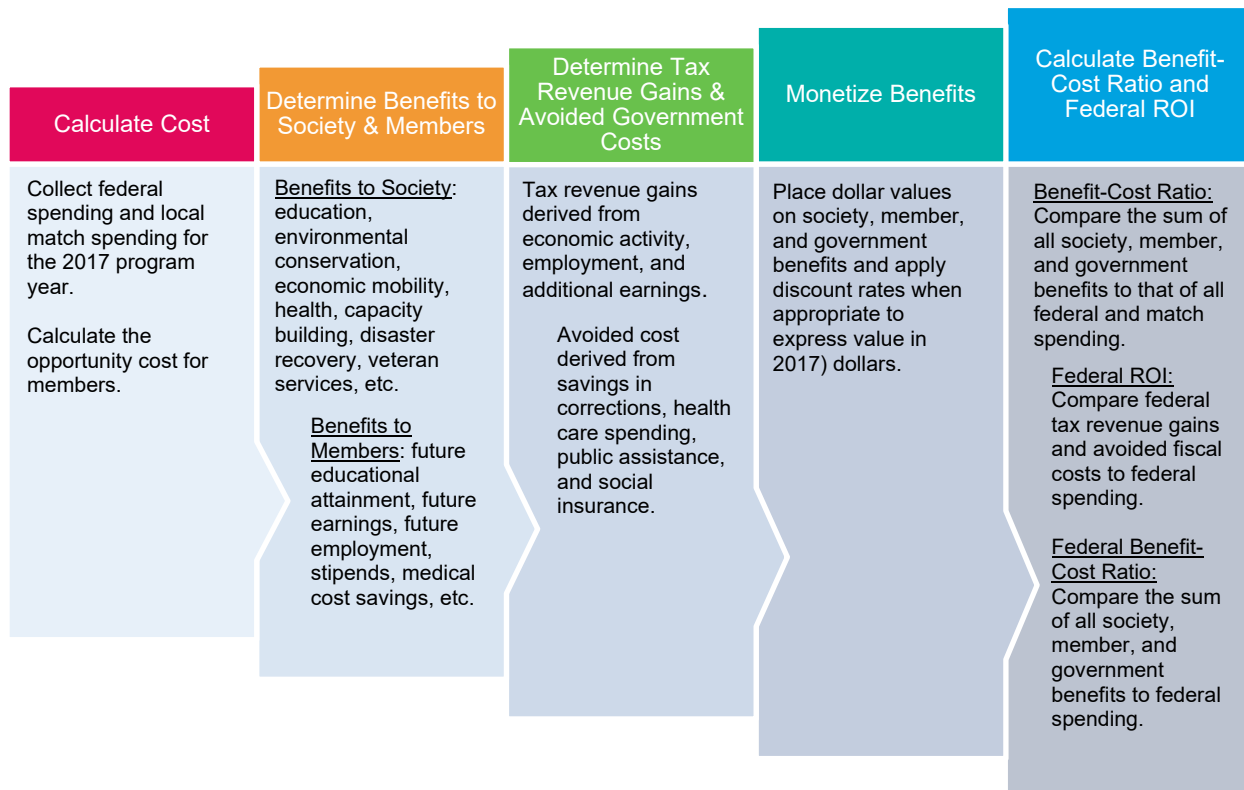 Calculate Cost
Collect federal
spending and local
match spending for
the 2017 program
year.
Calculate the
opportunity cost for
members.
Determine Benefits to
Society & Members
Benefits to Society:
education,
environmental
conservation,
economic mobility,
health, capacity
building, disaster
recovery, veteran
services, etc.
Benefits to
Members: future
educational
attainment, future
earnings, future
employment,
stipends, medical
cost savings, etc.
Determine Tax
Revenue Gains &
Avoided Government
Costs
Tax revenue gains
derived from
economic activity,
employment, and
additional earnings.
Avoided cost
derived from
savings in
corrections, health
care spending,
public assistance,
and social
insurance.
Monetize Benefits
Place dollar values
on society, member,
and government
benefits and apply
discount rates when
appropriate to
express value in
2017) dollars.
Calculate Benefit-
Cost Ratio and
Federal ROI
Benefit-Cost Ratio:
Compare the sum of
all society, member,
and government
benefits to that of all
federal and match
spending.
Federal ROI:
Compare federal
tax revenue gains
and avoided fiscal
costs to federal
spending.
Federal Benefit-
Cost Ratio:
Compare the sum
of all society,
member, and
government
benefits to federal
spending.